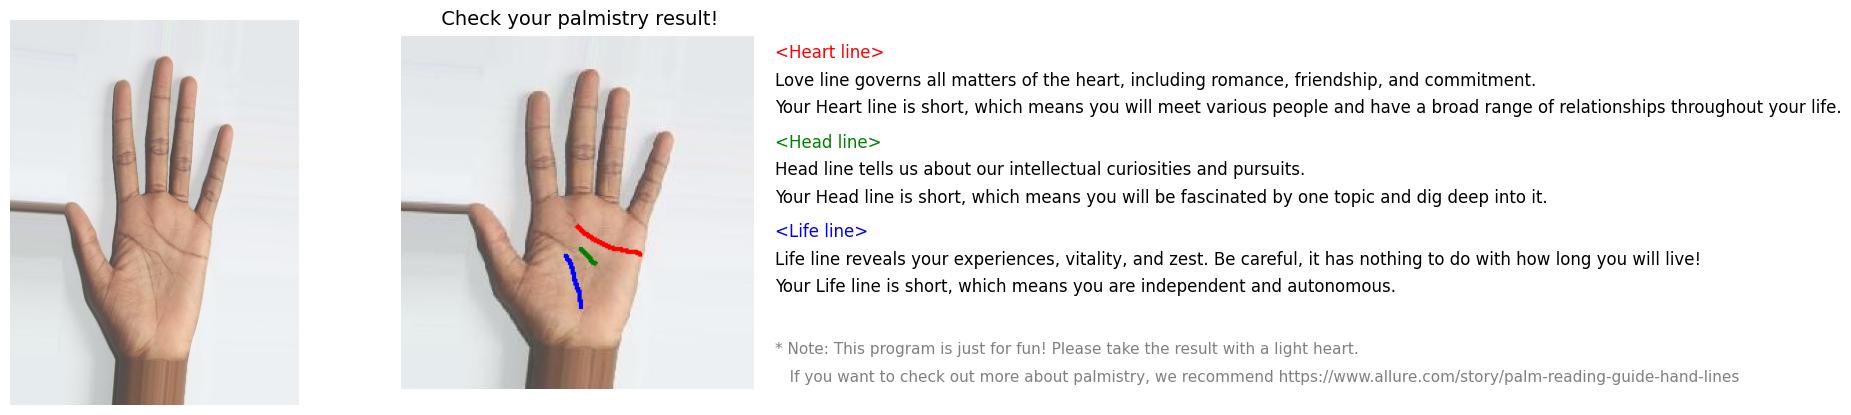 Check your palmistry result!
<Heart line>
Love line governs all matters of the heart, including romance, friendship, and commitment.
Your Heart line is short, which means you will meet various people and have a broad range of relationships throughout your life.
<Head line>
Head line tells us about our intellectual curiosities and pursuits.
Your Head line is short, which means you will be fascinated by one topic and dig deep into it.
<Life line>
Life line reveals your experiences, vitality, and zest. Be careful, it has nothing to do with how long you will live!
Your Life line is short, which means you are independent and autonomous.
* Note: This program is just for fun! Please take the result with a light heart.
If you want to check out more about palmistry, we recommend https://www.allure.com/story/palm-reading-guide-hand-lines